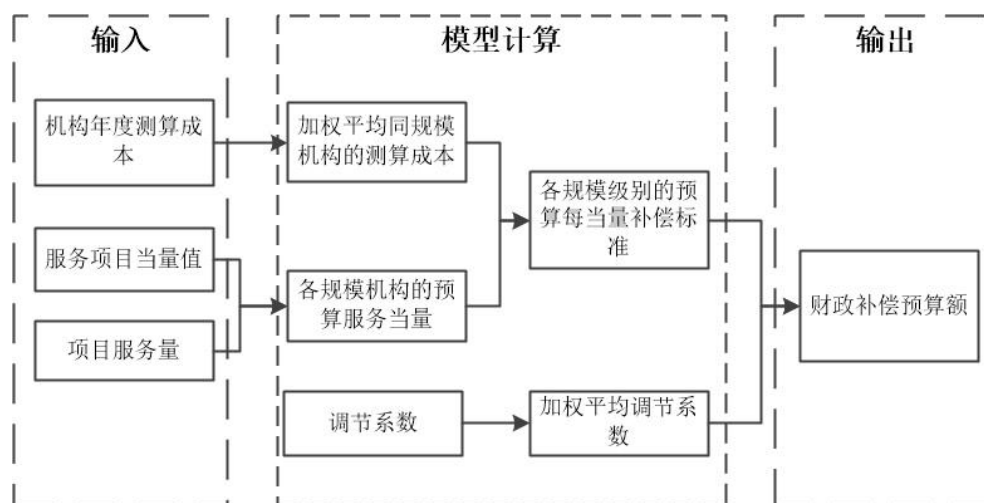 输入
模型计算
输出
机构年度测算成
本
加权平均同规模
机构的测算成本
各规模级别的预
算每当量补偿标
准
服务项目当量值
各规模机构的预
算服务当量
财政补偿预算额
项目服务量
调节系数
加权平均调节系
数